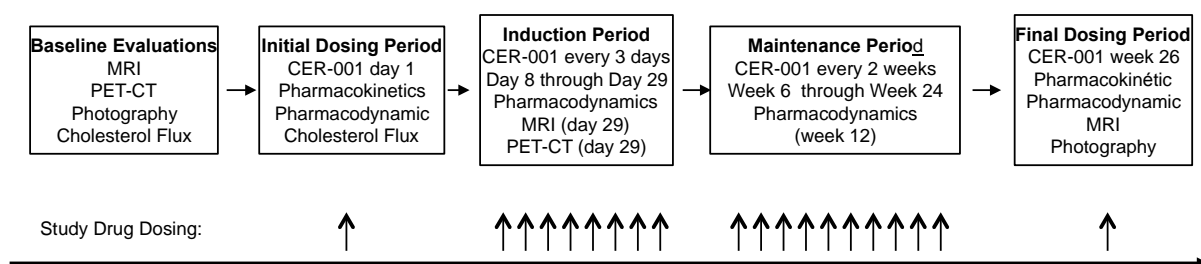 Baseline Evaluations
MRI
PET-CT
Photography
Cholesterol Flux
Initial Dosing Period
CER-001 day 1
Pharmacokinetics
Pharmacodynamic
Cholesterol Flux
Induction Period
CER-001 every 3 days
Day 8 through Day 29
Pharmacodynamics
MRI (day 29)
PET-CT (day 29)
Maintenance Period
CER-001 every 2 weeks
Week 6 through Week 24
Pharmacodynamics
(week 12)
Final Dosing Period
CER-001 week 26
Pharmacokinétic
Pharmacodynamic
MRI
Photography
Study Drug Dosing: